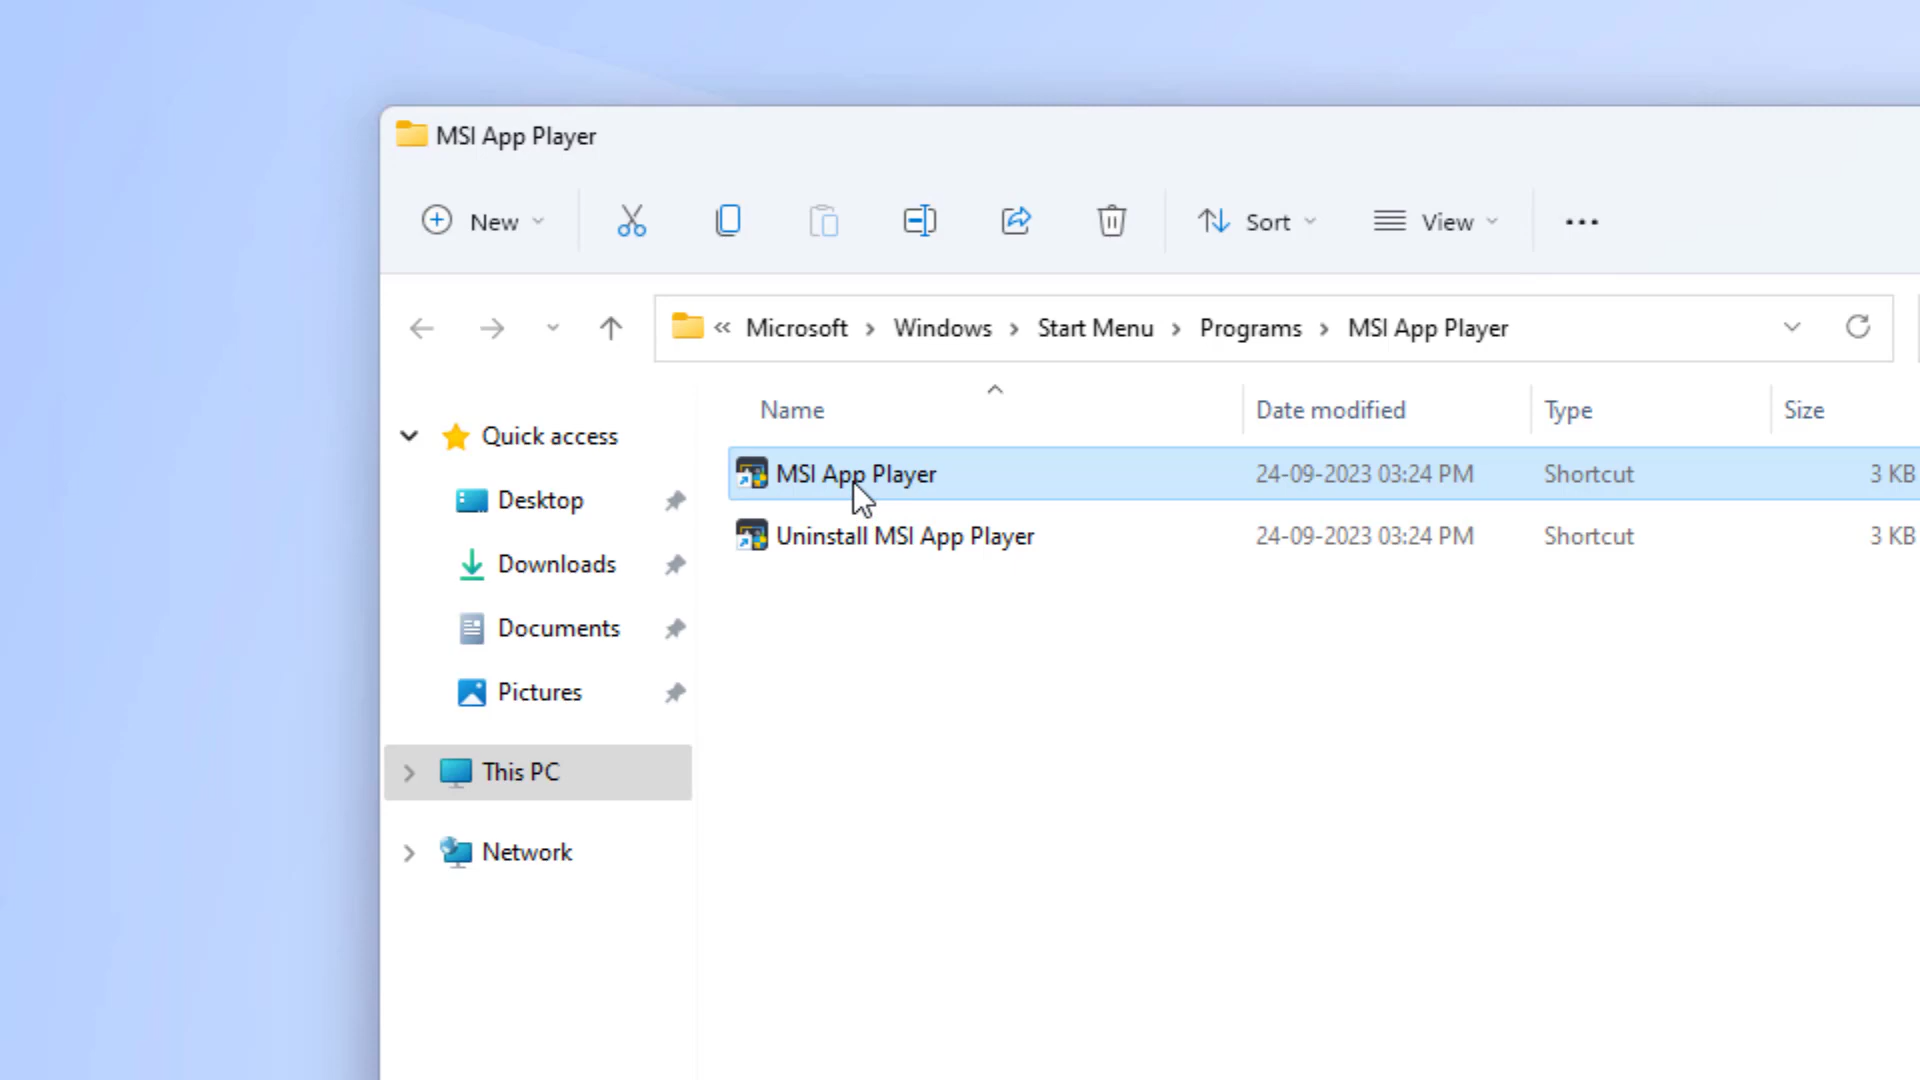 MSI App Player
New Sort View
« Microsoft > Windows > Start Menu > Programs > MSI App Player
Name Date modified Type Size
Quick access
Desktop
Downloads
Documents
Pictures
This PC
Network
MSI App Player 24-09-2023 03:24 PM Shortcut 3 KB
Uninstall MSI App Player 24-09-2023 03:24 PM Shortcut 3 KB